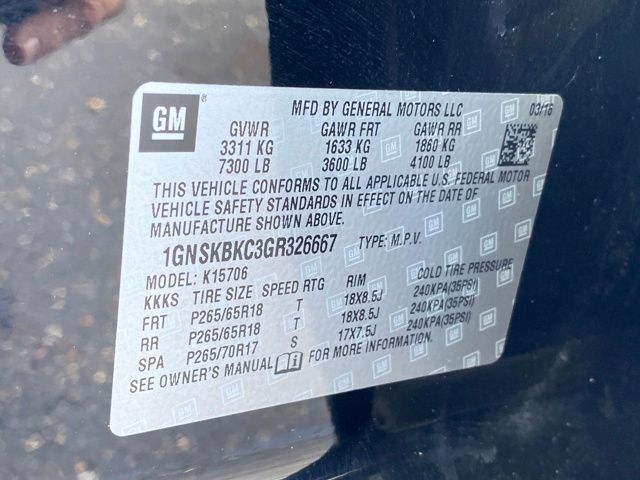 GM
MFD BY GENERAL MOTORS LLC 03/16
GVWR GAWR FRT GAWR RR
3311 KG 1633 KG 1860 KG
7300 LB 3600 LB 4100 LB
THIS VEHICLE CONFORMS TO ALL APPLICABLE U.S. FEDERAL MOTOR
VEHICLE SAFETY STANDARDS IN EFFECT ON THE DATE OF
MANUFACTURE SHOWN ABOVE.
1GNSKBKC3GR326667 TYPE: M.P.V.
MODEL: K15706
KKKS TIRE SIZE SPEED RTG RIM COLD TIRE PRESSURE
FRT P265/65R18 T 18X8.5J 240KPA(35PSI)
RR P265/65R18 T 18X8.5J 240KPA(35PSI)
SPA P265/70R17 S 17X7.5J 240KPA(35PSI)
SEE OWNER'S MANUAL FOR MORE INFORMATION.